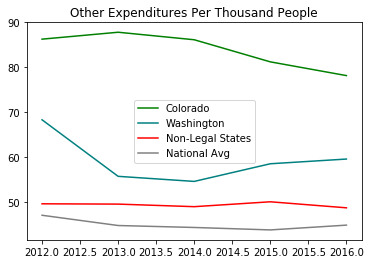 Other Expenditures Per Thousand People
90
80
70
60
50
Colorado
Washington
Non-Legal States
National Avg
2012.0 2012.5 2013.0 2013.5 2014.0 2014.5 2015.0 2015.5 2016.0